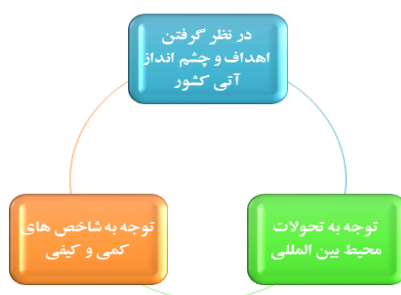 در نظر گرفتن
اهداف و چشم انداز
آتی کشور
توجه به تحولات
محیط بین المللی
توجه به شاخص های
کمی و کیفی